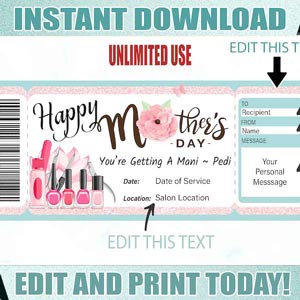 INSTANT DOWNLOAD
UNLIMITED USE
EDIT THIS T
Happy
Mother's
DAY
You're Getting A Mani ~ Pedi
Date: Date of Service
Location: Salon Location
TO
Recipient
FROM
Name
MESSAGE
Your
Personal
Messsage
EDIT THIS TEXT
EDIT AND PRINT TODAY!